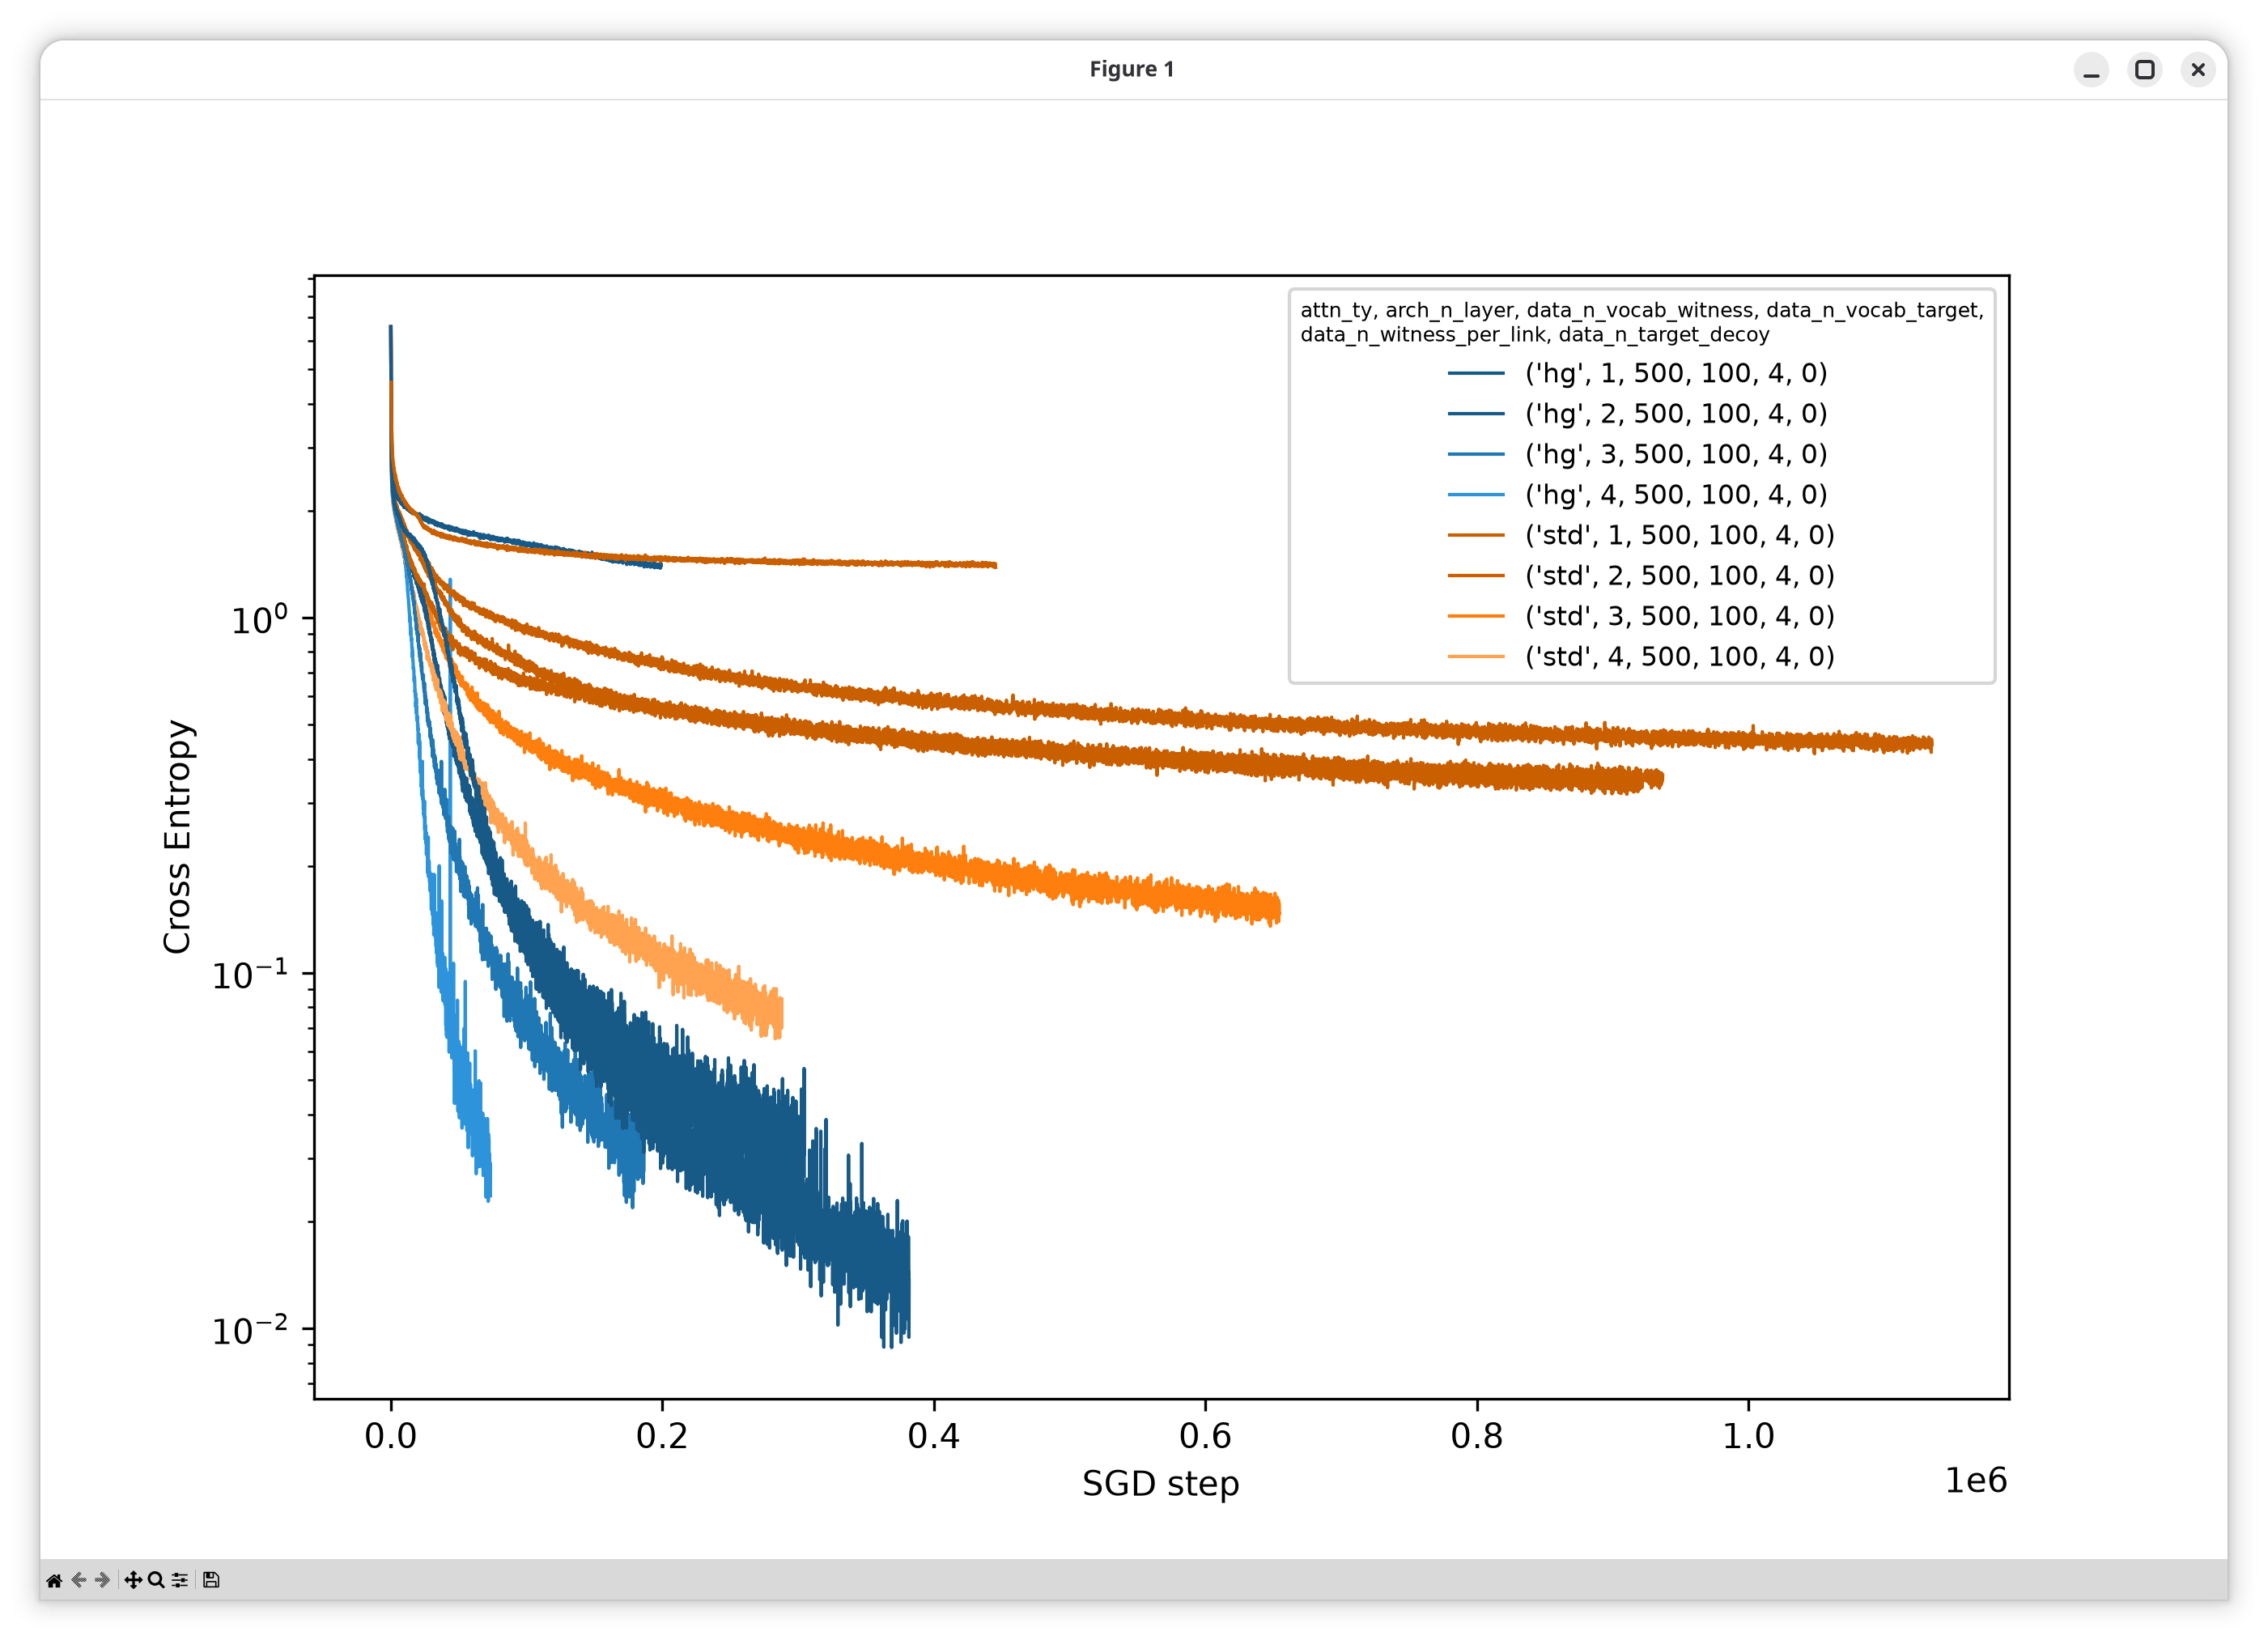 Figure 1
attn_ty, arch_n_layer, data_n_vocab_witness, data_n_vocab_target,
data_n_witness_per_link, data_n_target_decoy
('hg', 1, 500, 100, 4, 0)
('hg', 2, 500, 100, 4, 0)
('hg', 3, 500, 100, 4, 0)
('hg', 4, 500, 100, 4, 0)
('std', 1, 500, 100, 4, 0)
('std', 2, 500, 100, 4, 0)
('std', 3, 500, 100, 4, 0)
('std', 4, 500, 100, 4, 0)
Cross Entropy
10⁰
10⁻¹
10⁻²
0.0 0.2 0.4 0.6 0.8 1.0
SGD step
1e6